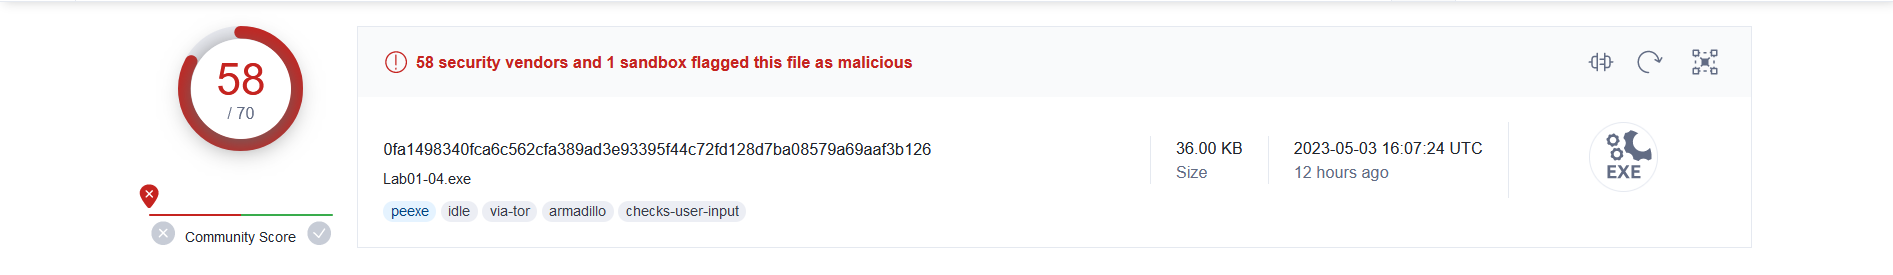 58
/ 70
Community Score
58 security vendors and 1 sandbox flagged this file as malicious
0fa1498340fca6c562cfa389ad3e93395f44c72fd128d7ba08579a69aaf3b126
Lab01-04.exe
peexe idle via-tor armadillo checks-user-input
36.00 KB
Size
2023-05-03 16:07:24 UTC
12 hours ago
EXE